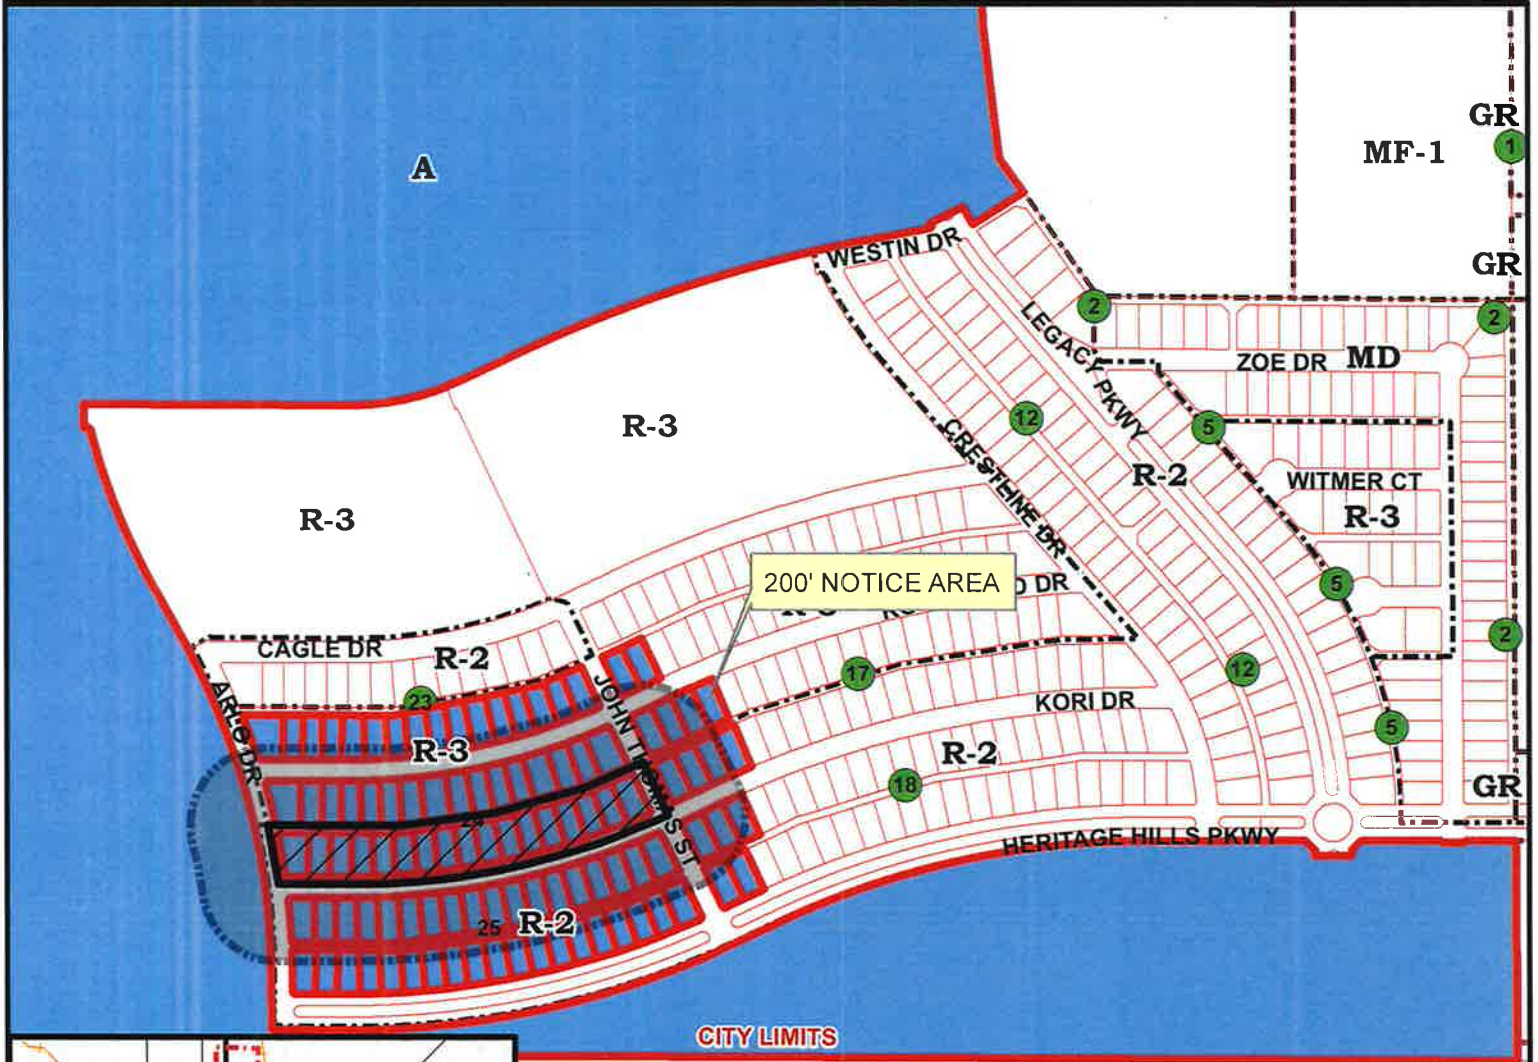 GR
1
MF-1
A
WESTIN DR
GR
2
2
LEGACY PKWY
ZOE DR
MD
12
5
R-3
CRESTLINE DR
R-2
WITMER CT
R-3
R-3
200' NOTICE AREA
D DR
5
CAGLE DR
R-2
2
17
12
23
ARLO DR
JOHN THOMAS ST
KORI DR
5
R-3
R-2
18
GR
24
HERITAGE HILLS PKWY
25
R-2
CITY LIMITS